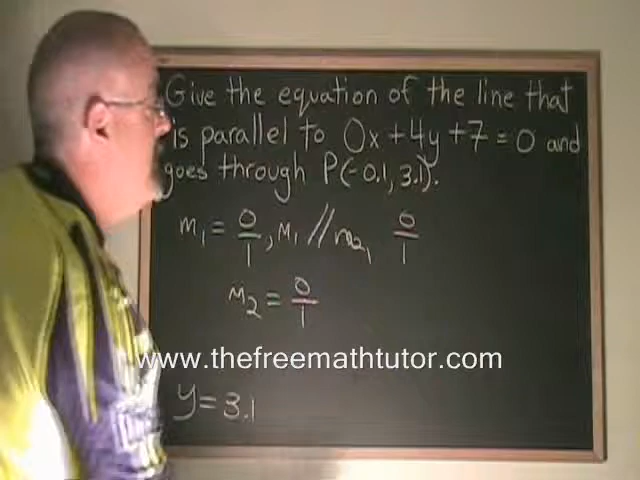 Give the equation of the line that
is parallel to 0x + 4y + 7 = 0 and
goes through P(-0.1, 3.1).
m₁ = 0/1, m₁ // m₂, 0/1
m₂ = 0/1
www.thefreemathtutor.com
y = 3.1